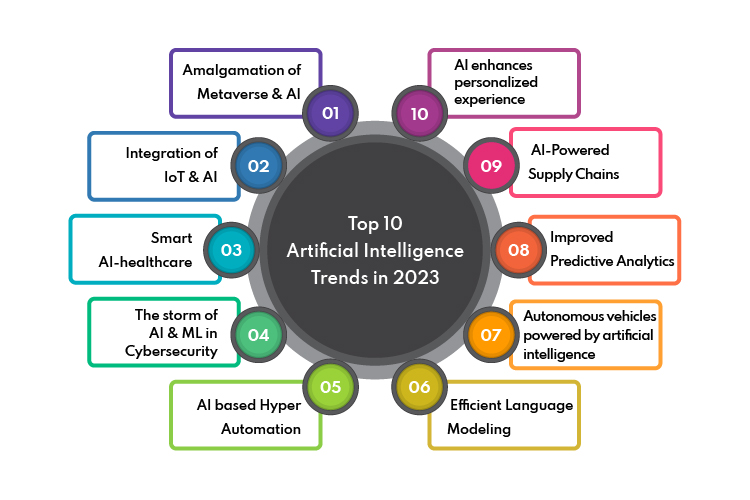 Top 10
Artificial Intelligence
Trends in 2023
01
Amalgamation of
Metaverse & AI
02
Integration of
IoT & AI
03
Smart
AI-healthcare
04
The storm of
AI & ML in
Cybersecurity
05
AI based Hyper
Automation
06
Efficient Language
Modeling
07
Autonomous vehicles
powered by artificial
intelligence
08
Improved
Predictive Analytics
09
AI-Powered
Supply Chains
10
AI enhances
personalized
experience